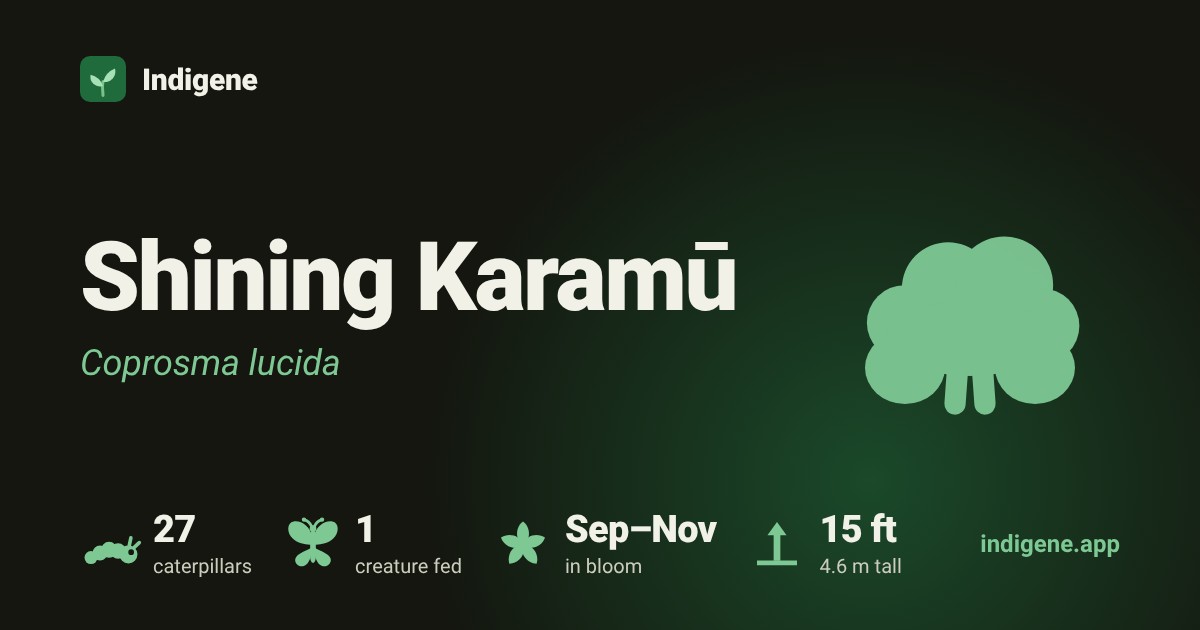 Indigene
Shining Karamū
Coprosma lucida
27
caterpillars
1
creature fed
Sep–Nov
in bloom
15 ft
4.6 m tall
indigene.app